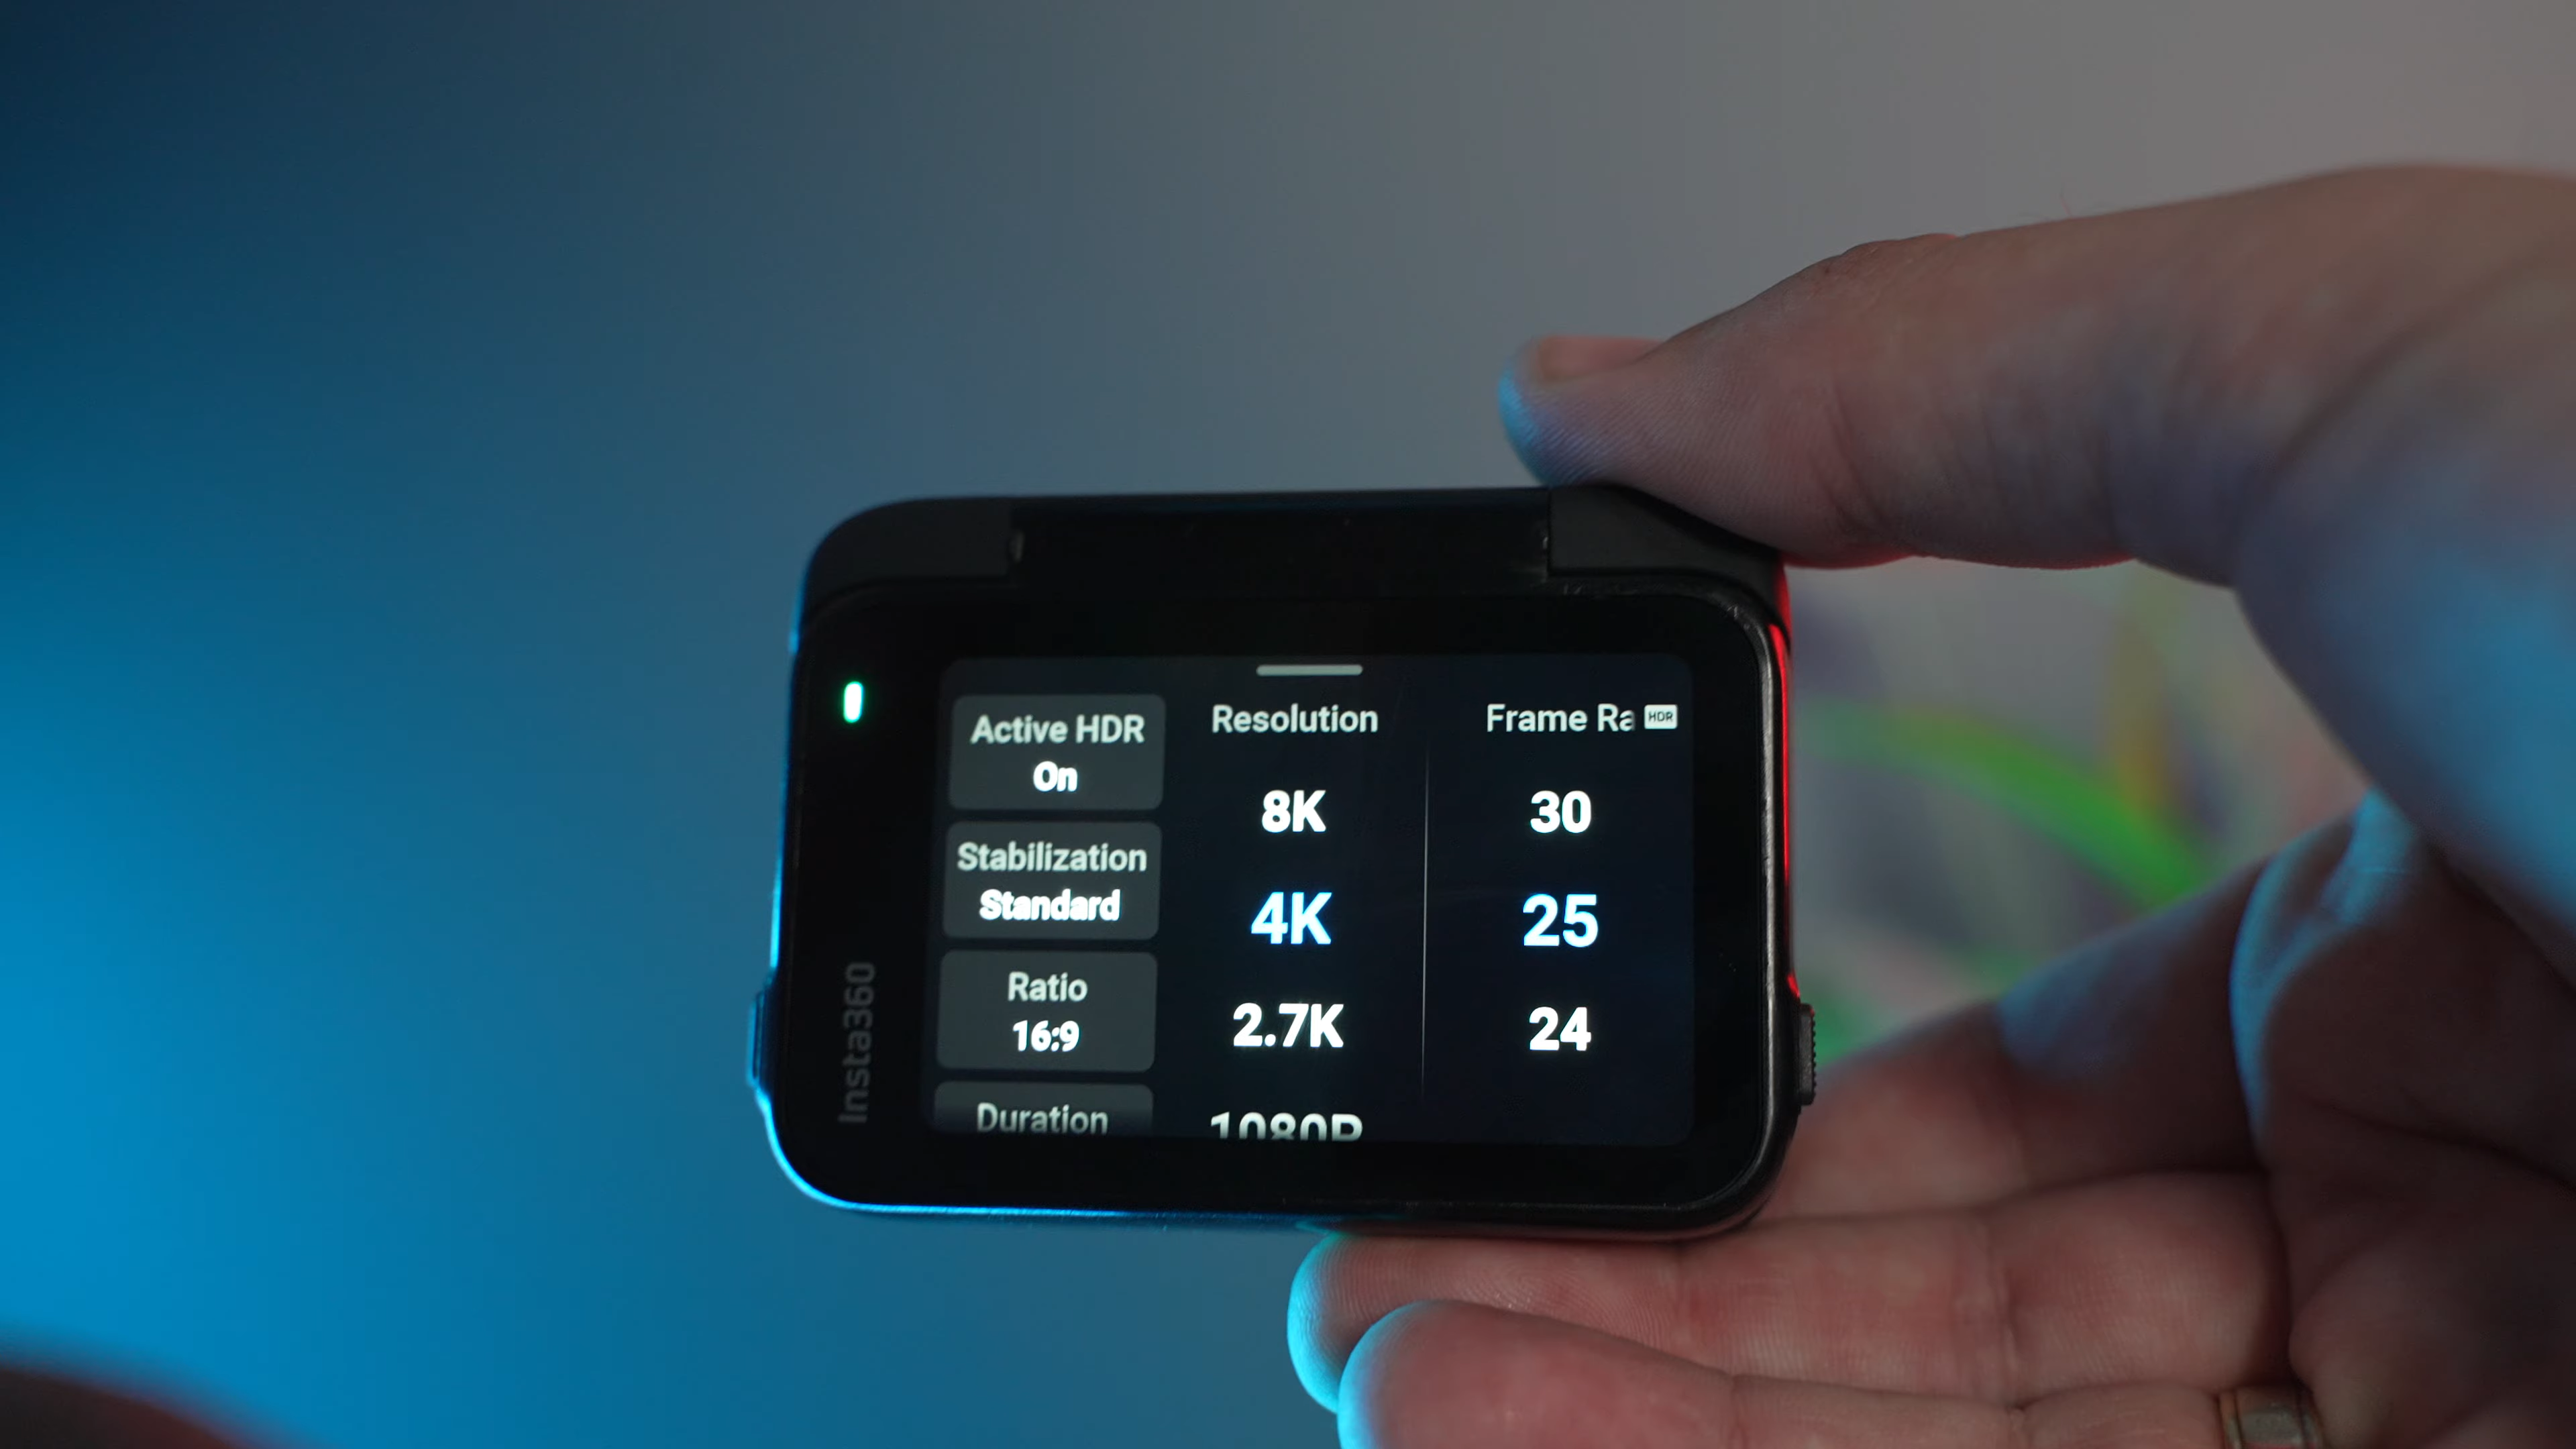 Active HDR
On
Stabilization
Standard
Ratio
16:9
Duration
Resolution
8K
4K
2.7K
1080P
Frame Ra HDR
30
25
24
Insta360